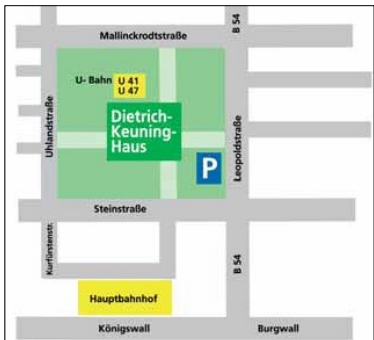 B 54
Mallinckrodtstraße
U- Bahn
U 41
U 47
Uhlandstraße
Dietrich-
Keuning-
Haus
P
Leopoldstraße
Steinstraße
Kurfürstenstr.
B 54
Hauptbahnhof
Königswall
Burgwall